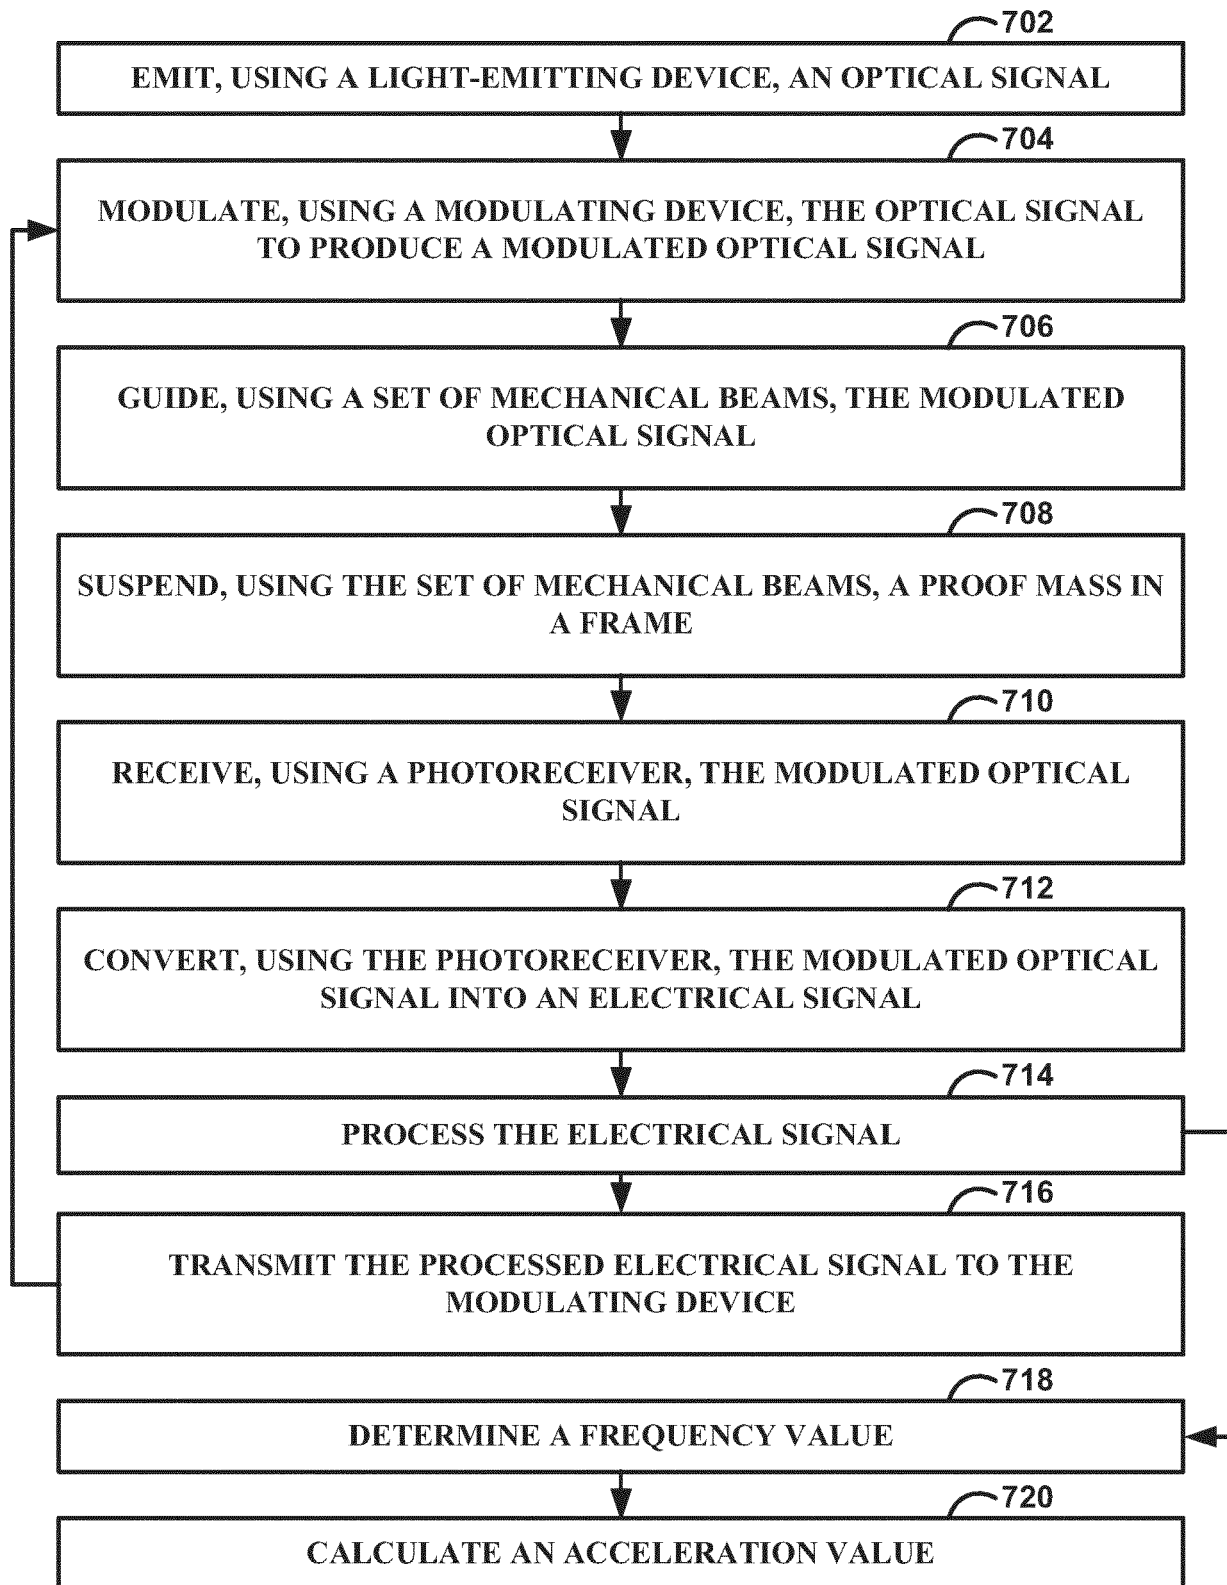 702
EMIT, USING A LIGHT-EMITTING DEVICE, AN OPTICAL SIGNAL
704
MODULATE, USING A MODULATING DEVICE, THE OPTICAL SIGNAL
TO PRODUCE A MODULATED OPTICAL SIGNAL
706
GUIDE, USING A SET OF MECHANICAL BEAMS, THE MODULATED
OPTICAL SIGNAL
708
SUSPEND, USING THE SET OF MECHANICAL BEAMS, A PROOF MASS IN
A FRAME
710
RECEIVE, USING A PHOTORECEIVER, THE MODULATED OPTICAL
SIGNAL
712
CONVERT, USING THE PHOTORECEIVER, THE MODULATED OPTICAL
SIGNAL INTO AN ELECTRICAL SIGNAL
714
PROCESS THE ELECTRICAL SIGNAL
716
TRANSMIT THE PROCESSED ELECTRICAL SIGNAL TO THE
MODULATING DEVICE
718
DETERMINE A FREQUENCY VALUE
720
CALCULATE AN ACCELERATION VALUE